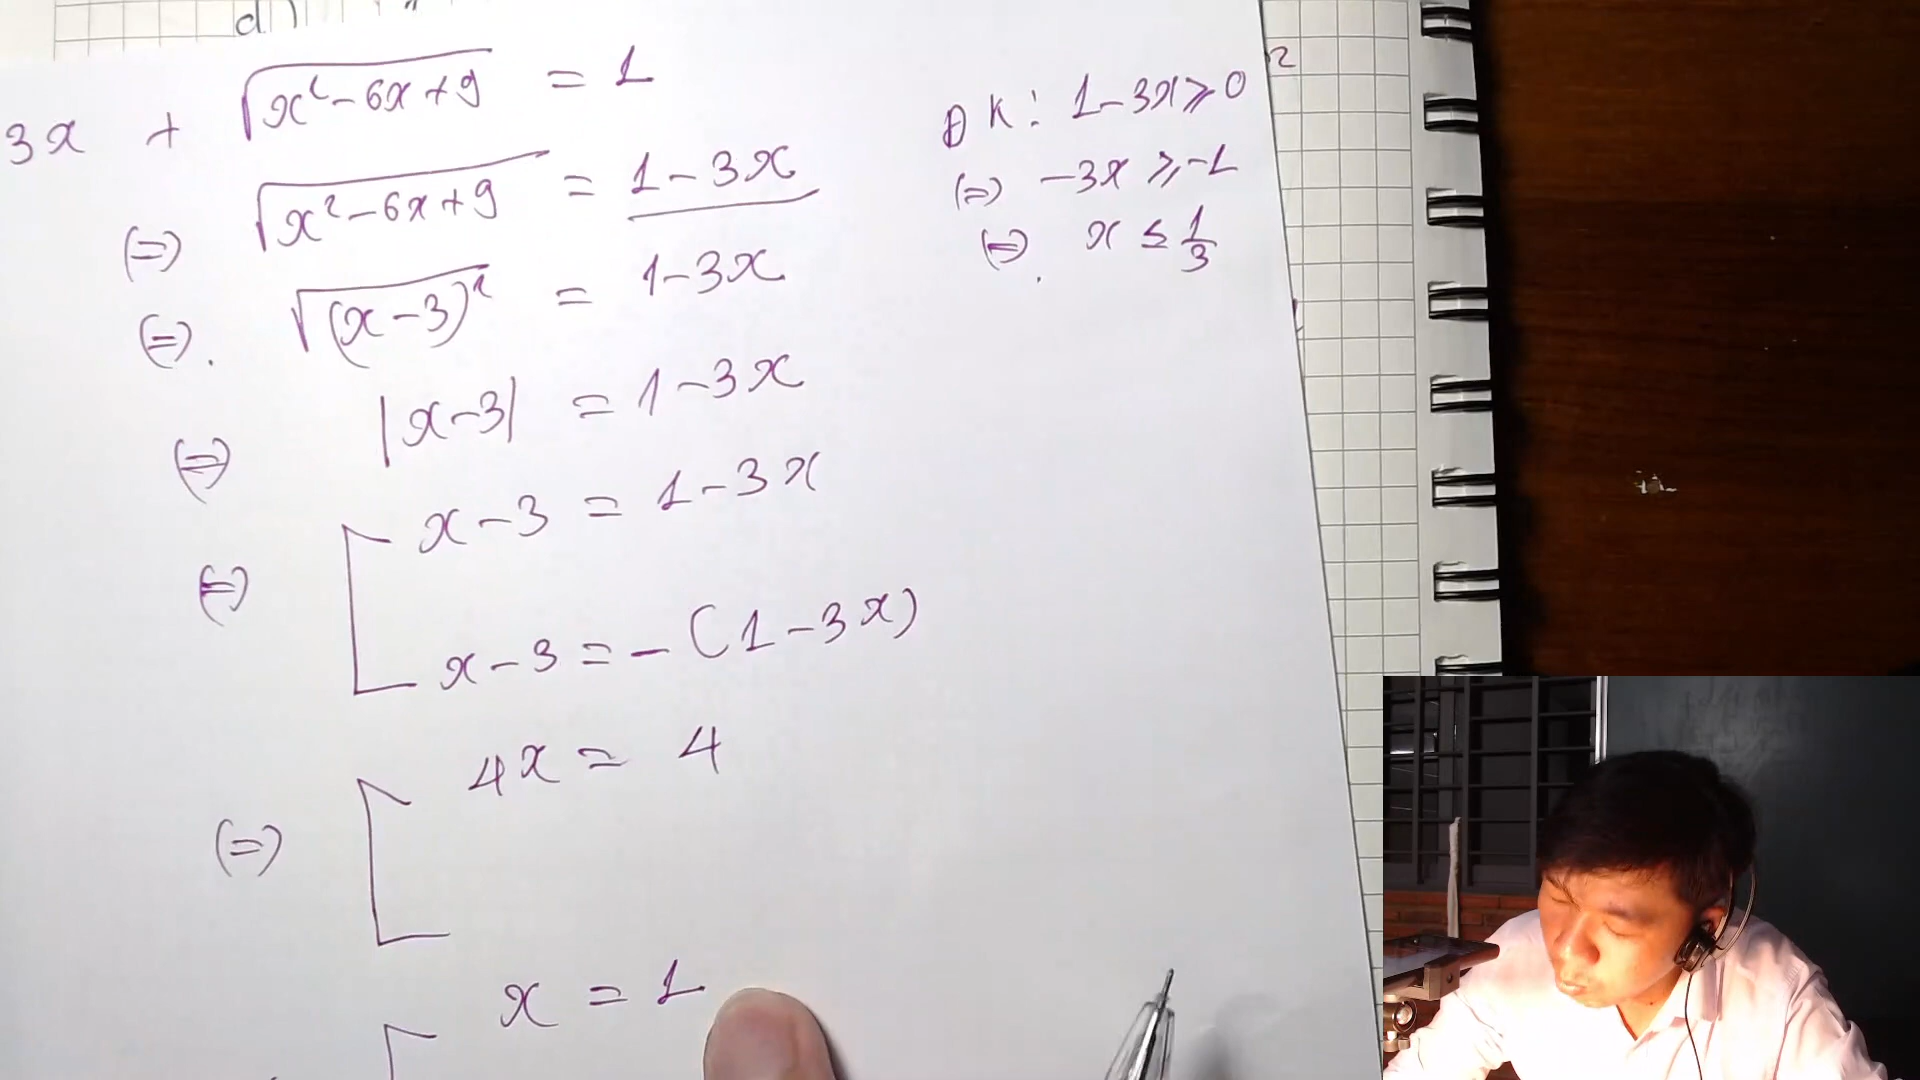 d)
3x + √(x² - 6x + 9) = 1
(=) √(x² - 6x + 9) = 1 - 3x
(=). √((x - 3)²) = 1 - 3x
(=) |x - 3| = 1 - 3x
(=) [ x - 3 = 1 - 3x
x - 3 = - (1 - 3x)
(=) [ 4x = 4
[ x = 1
ĐK: 1 - 3x ⩾ 0
(=) -3x ⩾ -1
(=). x ≤ 1/3
2